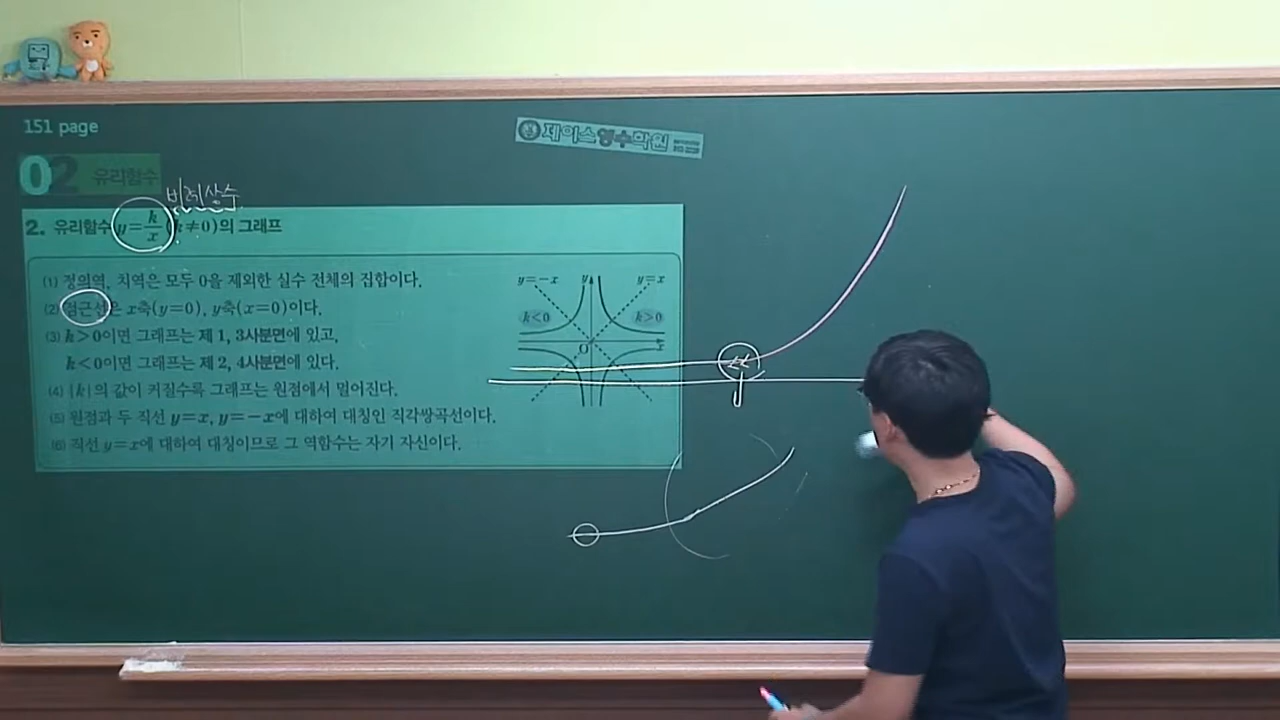 151 page
제이스영수학원
02 유리함수
비례상수
2. 유리함수 y=k/x (k≠0)의 그래프
(1) 정의역, 치역은 모두 0을 제외한 실수 전체의 집합이다.
(2) 점근선은 x축(y=0), y축(x=0)이다.
(3) k>0이면 그래프는 제 1, 3사분면에 있고,
k<0이면 그래프는 제 2, 4사분면에 있다.
(4) |k|의 값이 커질수록 그래프는 원점에서 멀어진다.
(5) 원점과 두 직선 y=x, y=-x에 대하여 대칭인 직각쌍곡선이다.
(6) 직선 y=x에 대하여 대칭이므로 그 역함수는 자기 자신이다.
y=-x y y=x
k<0 k>0
O x